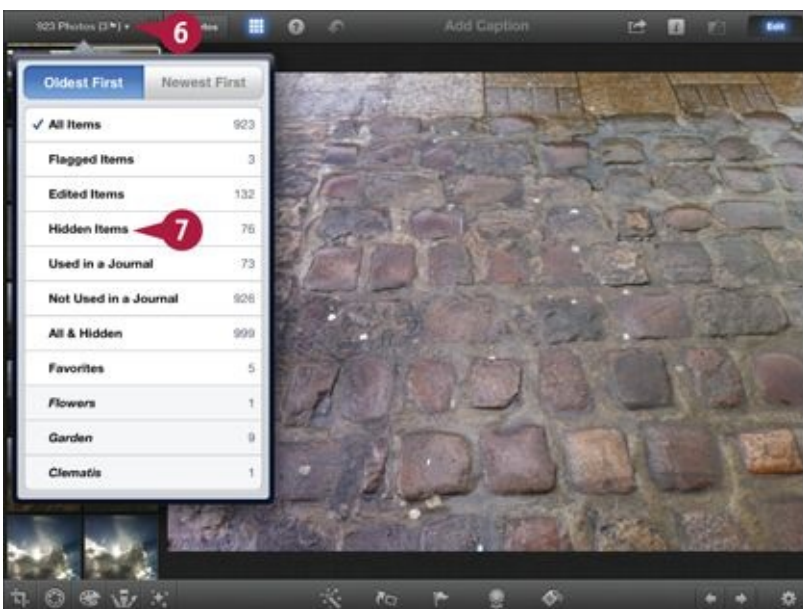 923 Photos (3⚑) ▾
6
Add Caption
i
Edit
Oldest First Newest First
✓ All Items 923
Flagged Items 3
Edited Items 132
Hidden Items 76
7
Used in a Journal 73
Not Used in a Journal 926
All & Hidden 999
Favorites 5
Flowers 1
Garden 9
Clematis 1